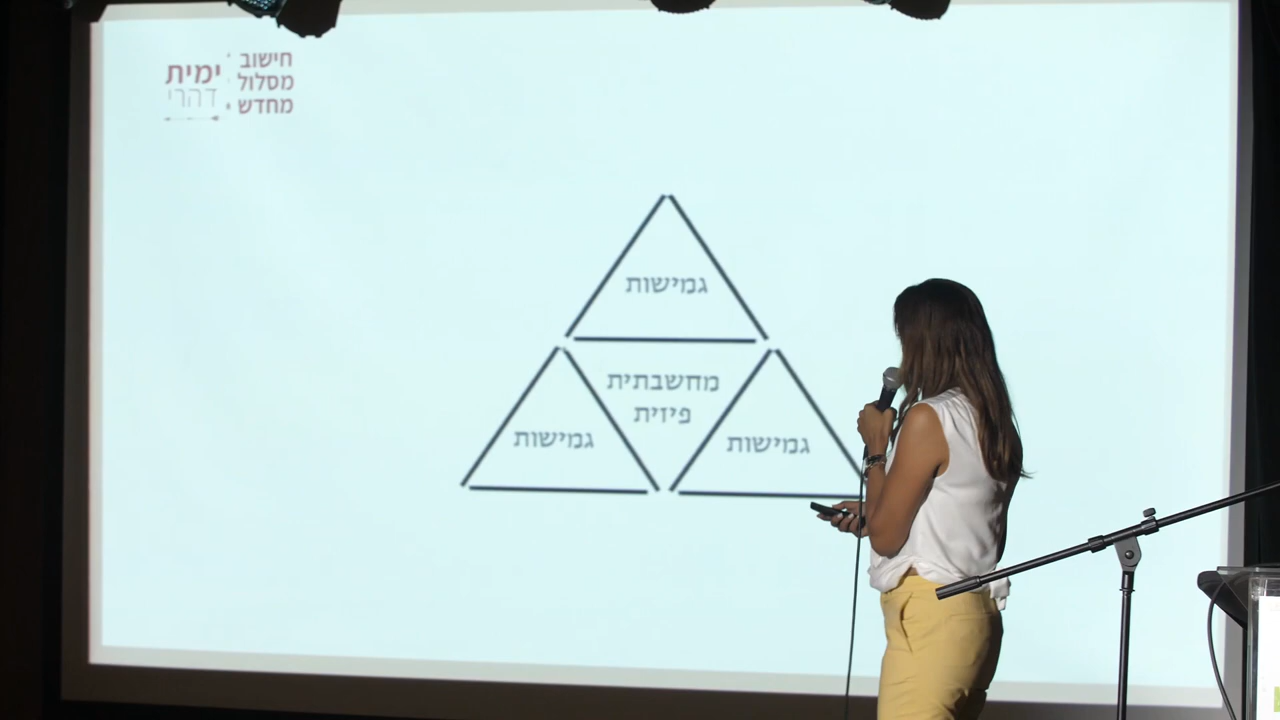 חישוב
מסלול
מחדש
ימית
דהרי
גמישות
מחשבתית
פיזית
גמישות
גמישות